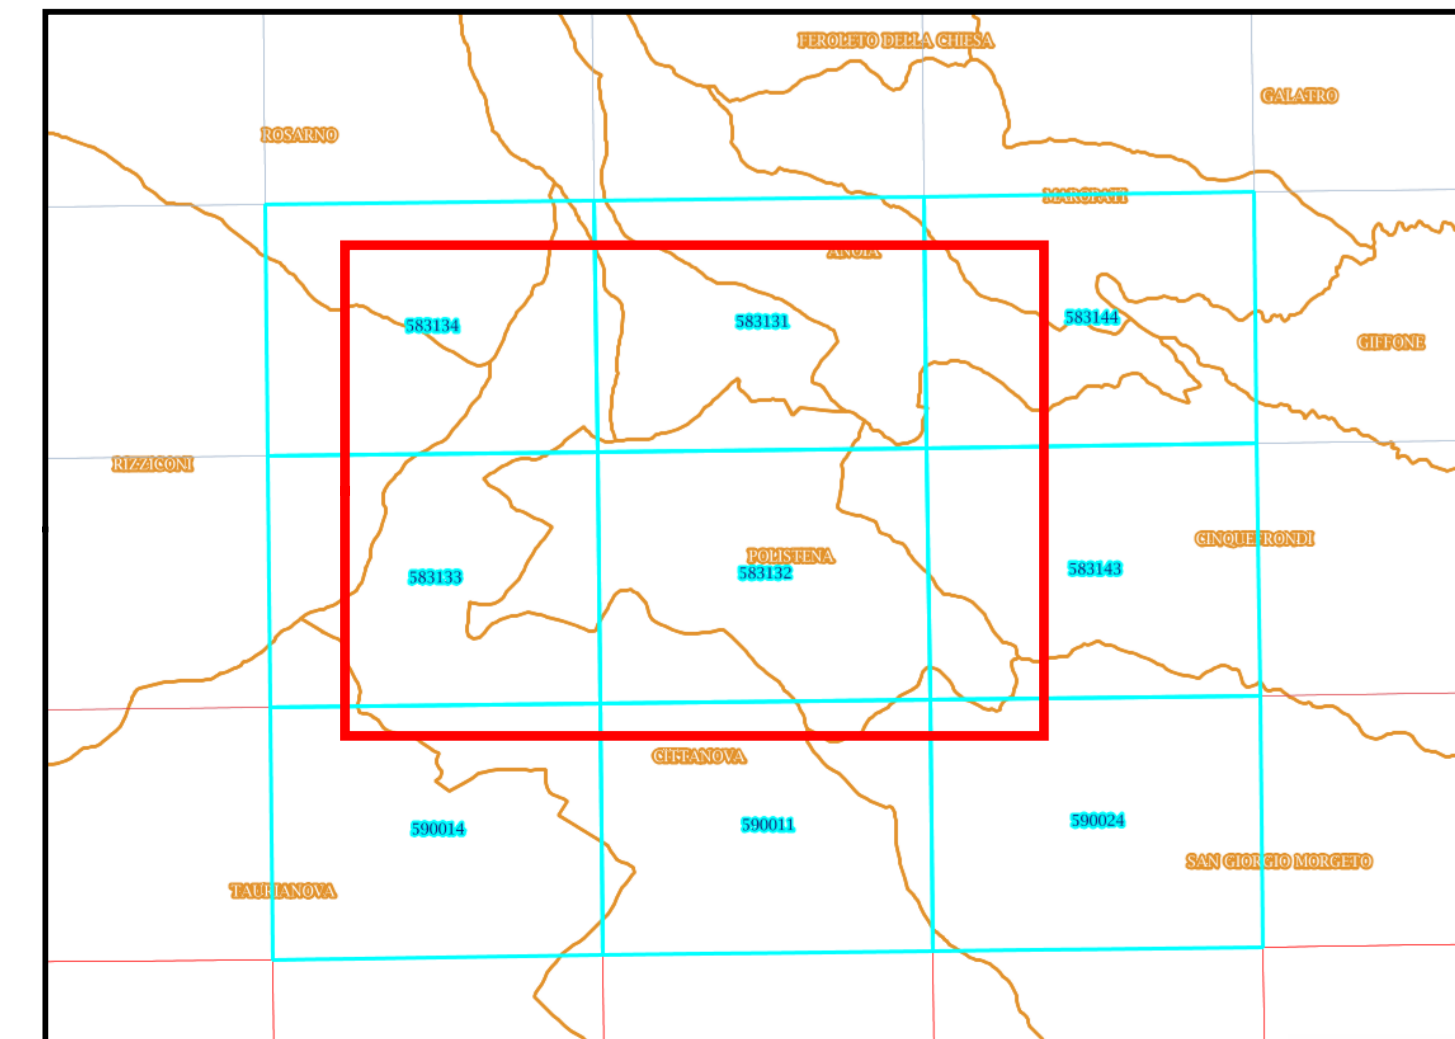 FEROLETO DELLA CHIESA
GALATRO
ROSARNO
MAROPATI
ANOIA
583134
583131
583144
GIFFONE
RIZZICONI
CINQUEFRONDI
POLISTENA
583133
583132
583143
CITTANOVA
590014
590011
590024
SAN GIORGIO MORGETO
TAURIANOVA